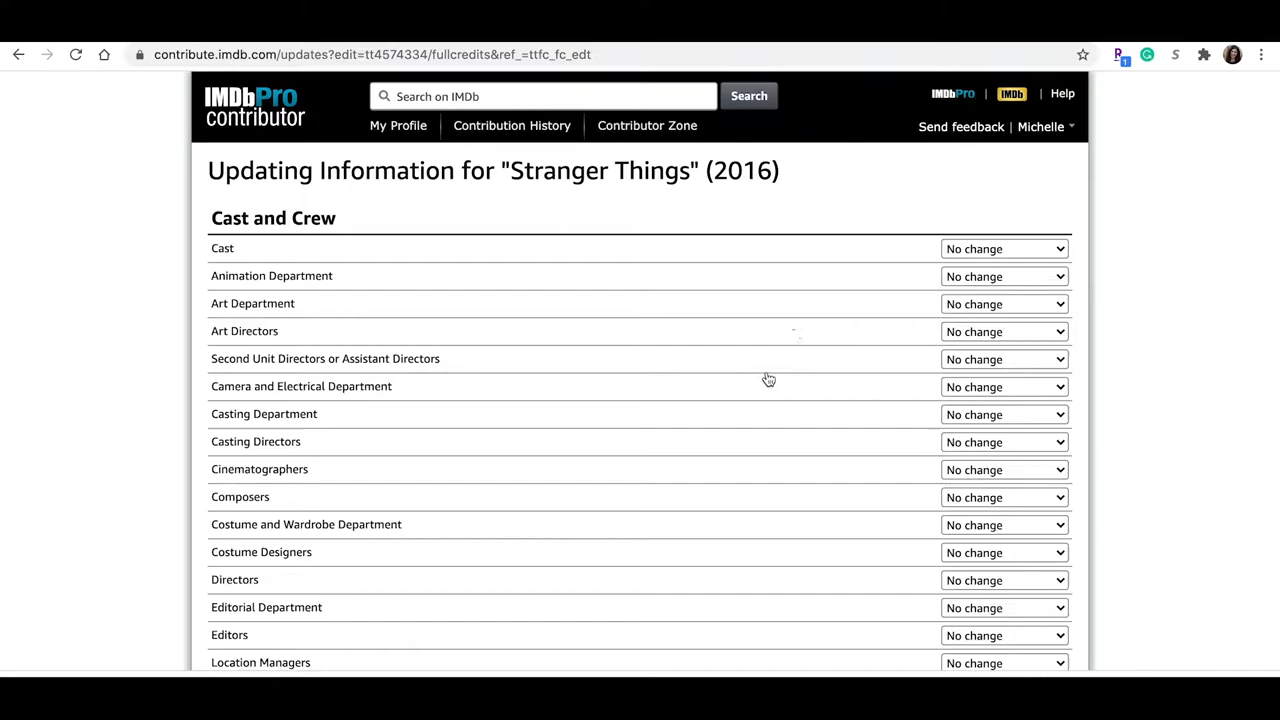 contribute.imdb.com/updates?edit=tt4574334/fullcredits&ref_=ttfc_fc_edt
R
1
S
IMDbPro
contributor
Search on IMDb
Search
IMDbPro | IMDb | Help
My Profile
Contribution History
Contributor Zone
Send feedback | Michelle
Updating Information for "Stranger Things" (2016)
Cast and Crew
Cast No change
Animation Department No change
Art Department No change
Art Directors No change
Second Unit Directors or Assistant Directors No change
Camera and Electrical Department No change
Casting Department No change
Casting Directors No change
Cinematographers No change
Composers No change
Costume and Wardrobe Department No change
Costume Designers No change
Directors No change
Editorial Department No change
Editors No change
Location Managers No change